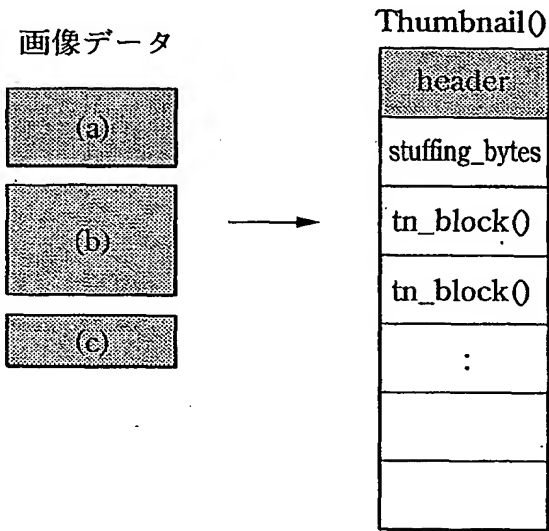 画像データ
(a)
(b)
(c)
Thumbnail()
header
stuffing_bytes
tn_block()
tn_block()
: